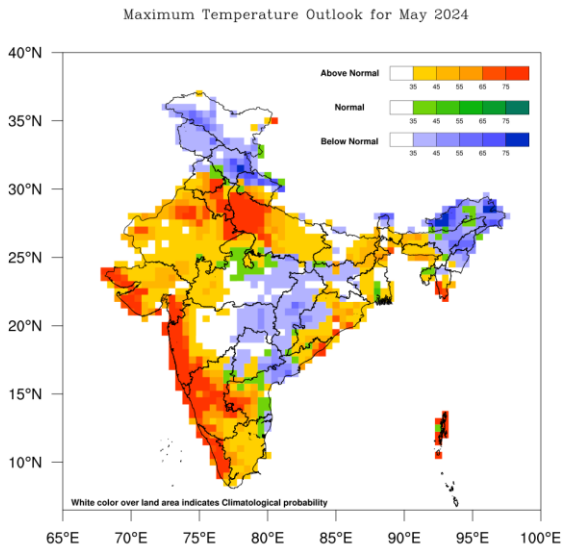 Maximum Temperature Outlook for May 2024
40°N
35°N
30°N
25°N
20°N
15°N
10°N
Above Normal
35 45 55 65 75
Normal
35 45 55 65 75
Below Normal
35 45 55 65 75
White color over land area indicates Climatological probability
65°E 70°E 75°E 80°E 85°E 90°E 95°E 100°E